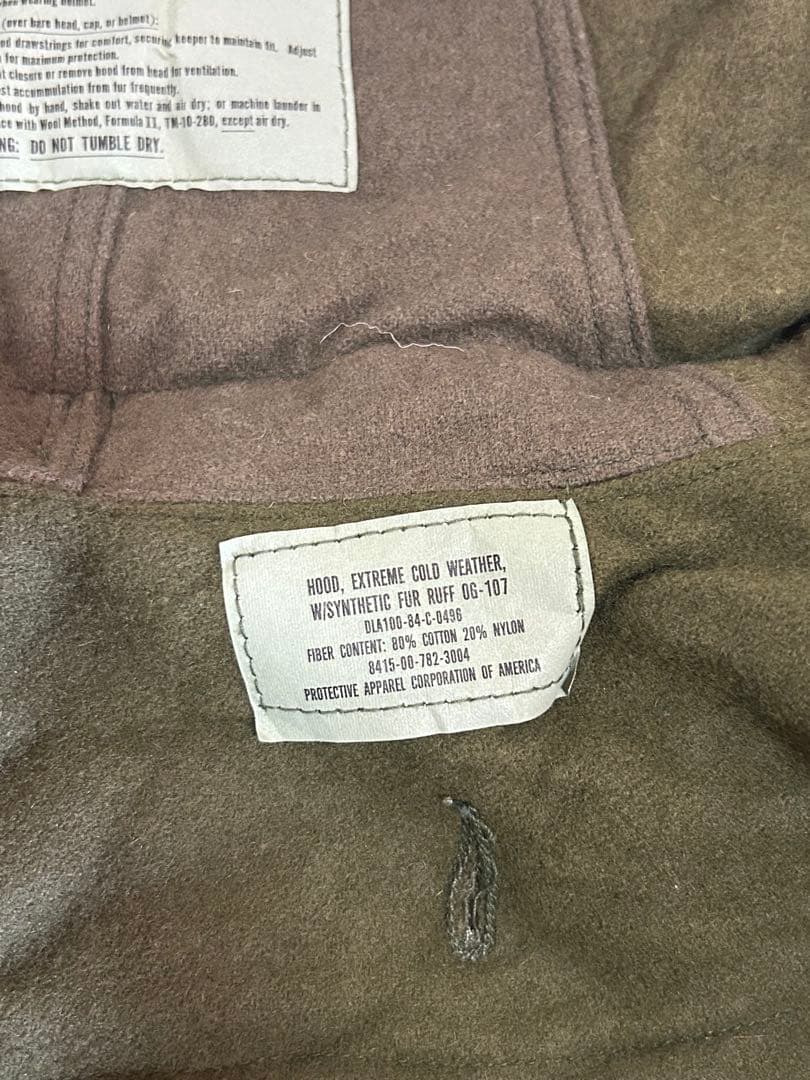 wearing helmet.
(over bare head, cap, or helmet):
drawstrings for comfort, securing keeper to maintain fit. Adjust
for maximum protection.
closure or remove hood from head for ventilation.
accumulation from fur frequently.
hood by hand, shake out water and air dry; or machine launder in
with Wool Method, Formula II, TM-10-280, except air dry.
NG: DO NOT TUMBLE DRY.
HOOD, EXTREME COLD WEATHER,
W/SYNTHETIC FUR RUFF OG-107
DLA100-84-C-0496
FIBER CONTENT: 80% COTTON 20% NYLON
8415-00-782-3004
PROTECTIVE APPAREL CORPORATION OF AMERICA